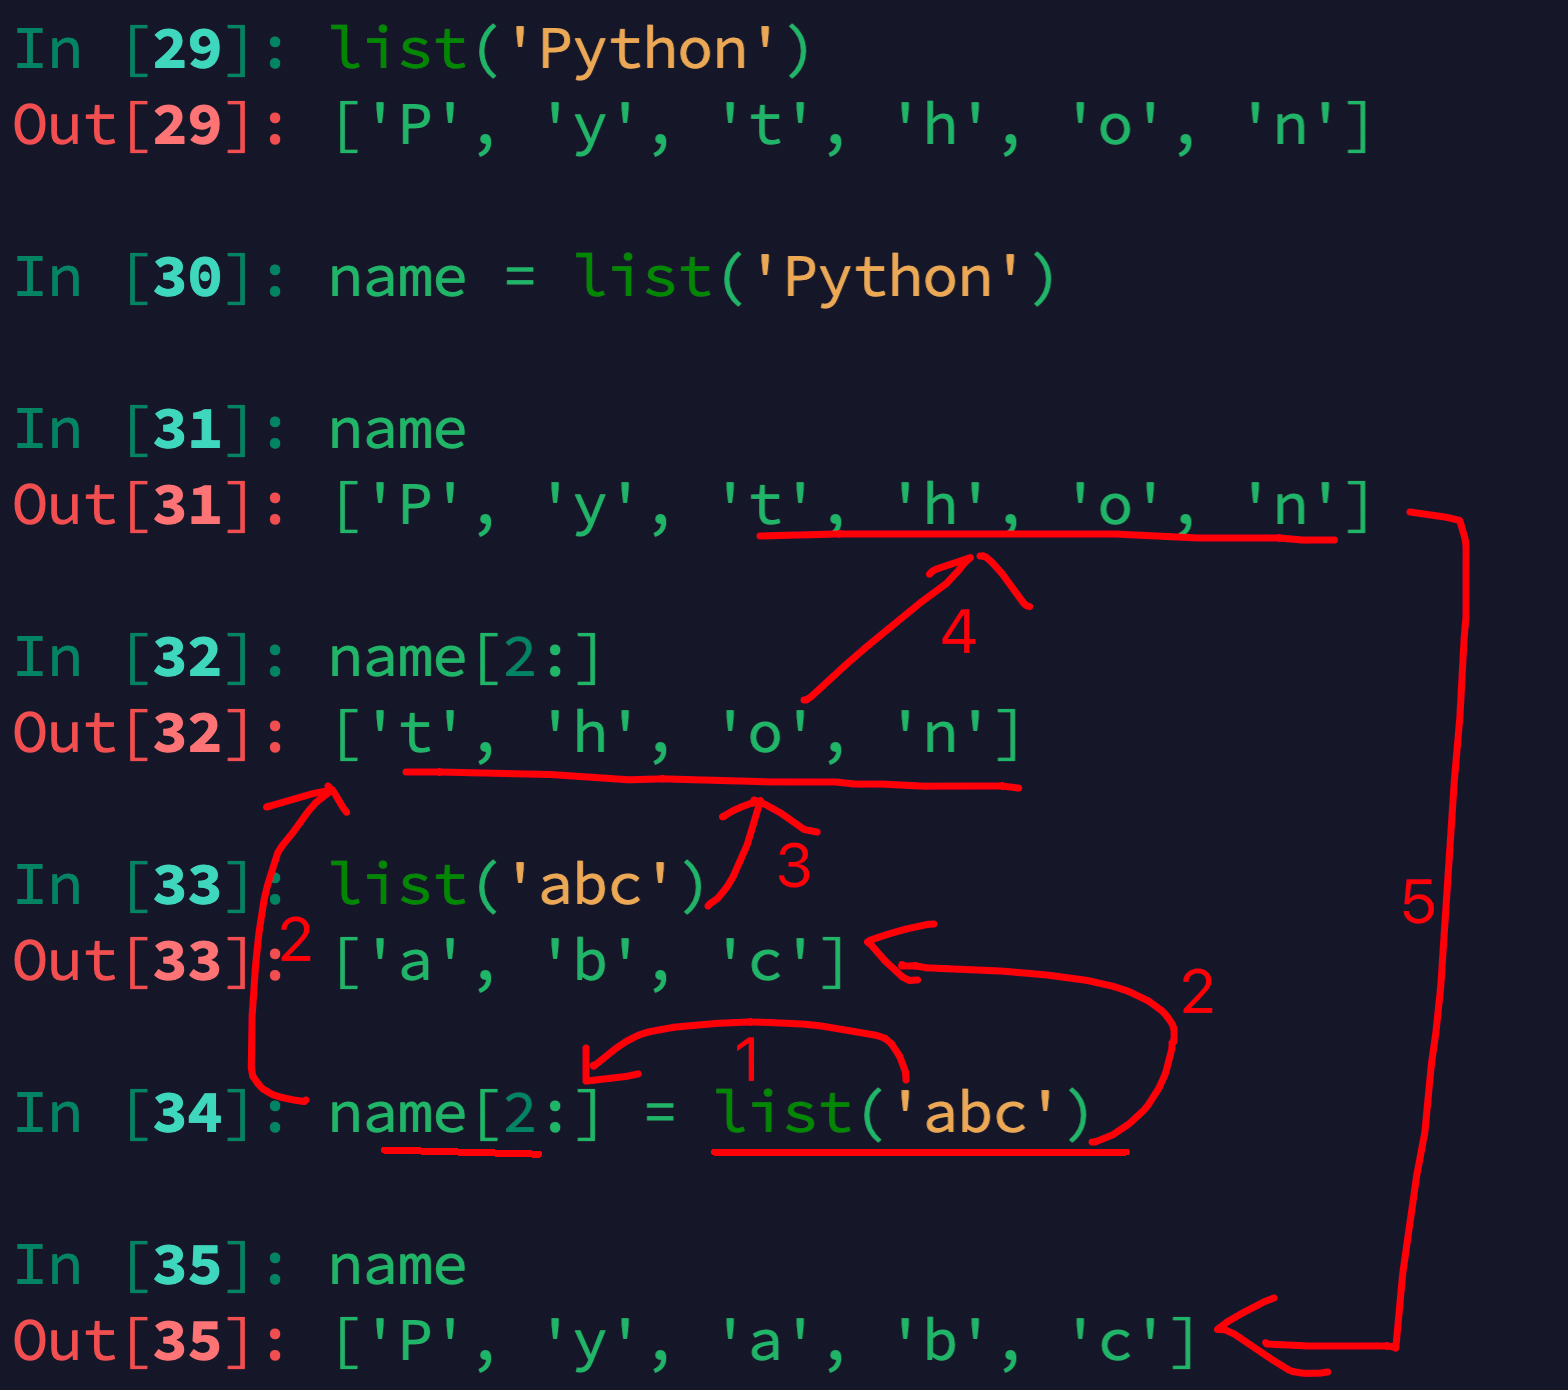 In [29]: list('Python')
Out[29]: ['P', 'y', 't', 'h', 'o', 'n']
In [30]: name = list('Python')
In [31]: name
Out[31]: ['P', 'y', 't', 'h', 'o', 'n']
4
In [32]: name[2:]
Out[32]: ['t', 'h', 'o', 'n']
3
In [33]: list('abc')
5
2
Out[33]: ['a', 'b', 'c']
2
1
In [34]: name[2:] = list('abc')
In [35]: name
Out[35]: ['P', 'y', 'a', 'b', 'c']